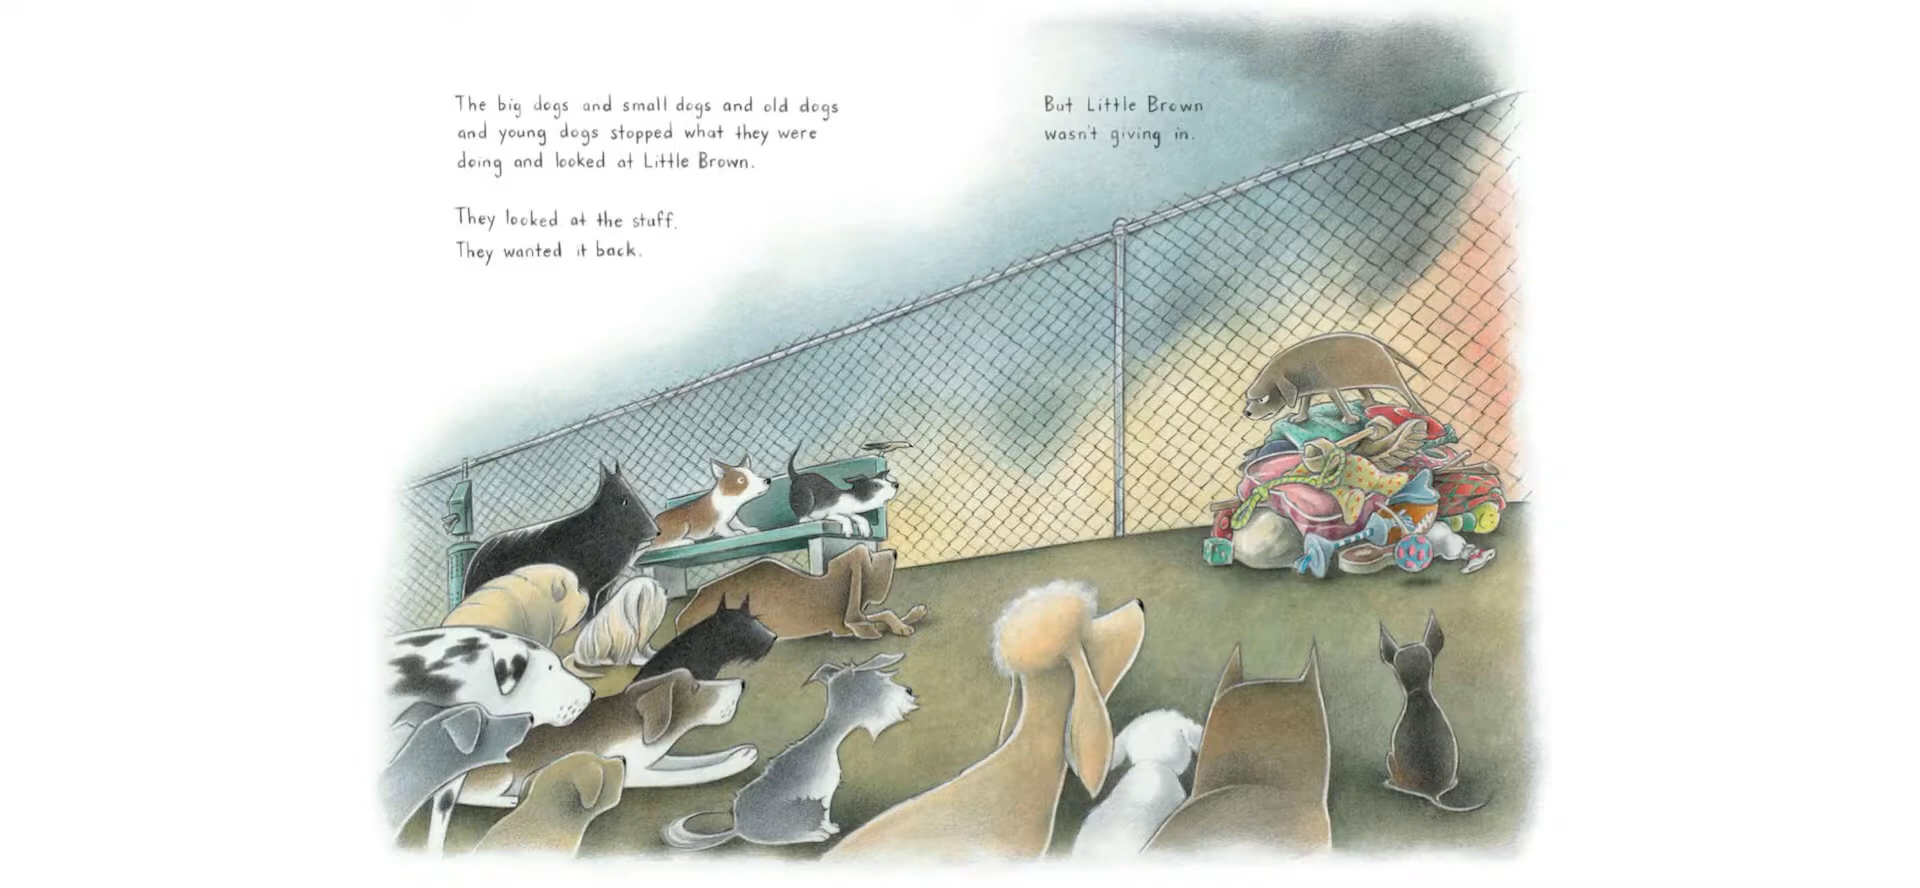 The big dogs and small dogs and old dogs
and young dogs stopped what they were
doing and looked at Little Brown.
They looked at the stuff.
They wanted it back.
But Little Brown
wasn't giving in.